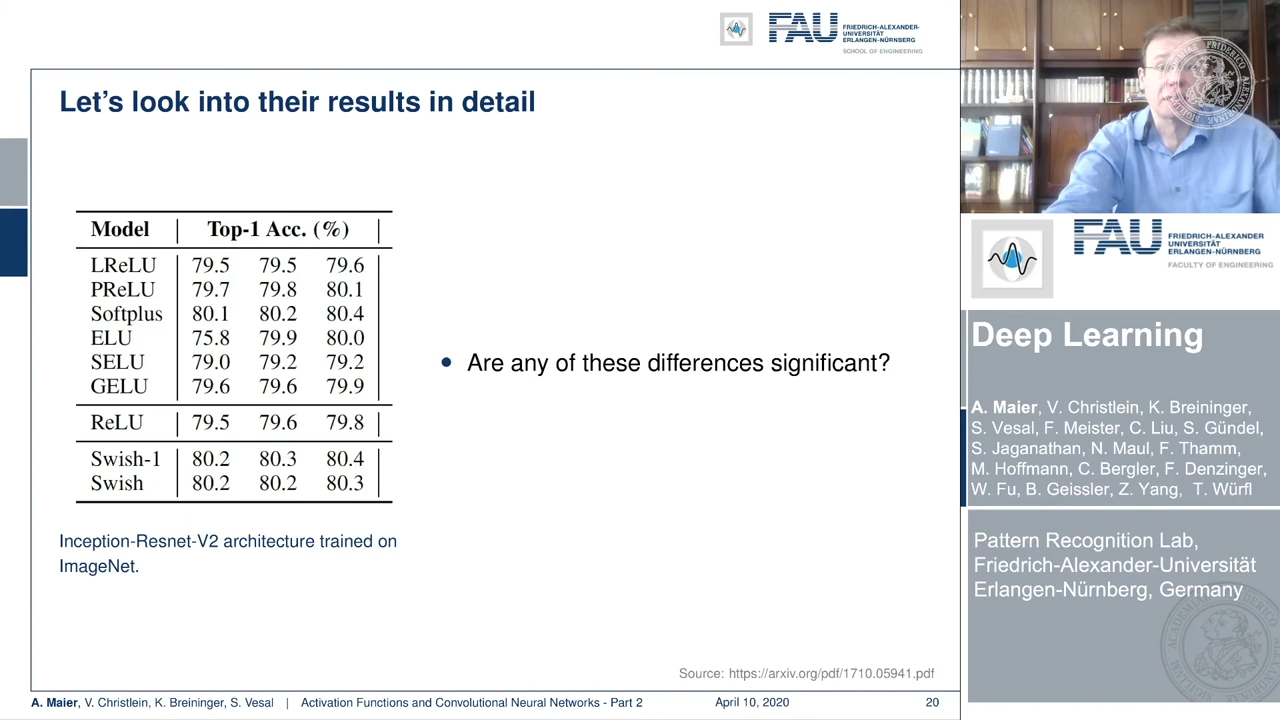 FAU
FRIEDRICH-ALEXANDER-
UNIVERSITÄT
ERLANGEN-NÜRNBERG
SCHOOL OF ENGINEERING
Let's look into their results in detail
Model Top-1 Acc. (%)
LReLU 79.5 79.5 79.6
PReLU 79.7 79.8 80.1
Softplus 80.1 80.2 80.4
ELU 75.8 79.9 80.0
SELU 79.0 79.2 79.2
GELU 79.6 79.6 79.9
ReLU 79.5 79.6 79.8
Swish-1 80.2 80.3 80.4
Swish 80.2 80.2 80.3
Inception-Resnet-V2 architecture trained on
ImageNet.
• Are any of these differences significant?
Source: https://arxiv.org/pdf/1710.05941.pdf
A. Maier, V. Christlein, K. Breininger, S. Vesal | Activation Functions and Convolutional Neural Networks - Part 2 April 10, 2020 20
FAU
FRIEDRICH-ALEXANDER
UNIVERSITÄT
ERLANGEN-NÜRNBERG
FACULTY OF ENGINEERING
Deep Learning
A. Maier, V. Christlein, K. Breininger,
S. Vesal, F. Meister, C. Liu, S. Gündel,
S. Jaganathan, N. Maul, F. Thamm,
M. Hoffmann, C. Bergler, F. Denzinger,
W. Fu, B. Geissler, Z. Yang, T. Würfl
Pattern Recognition Lab,
Friedrich-Alexander-Universität
Erlangen-Nürnberg, Germany